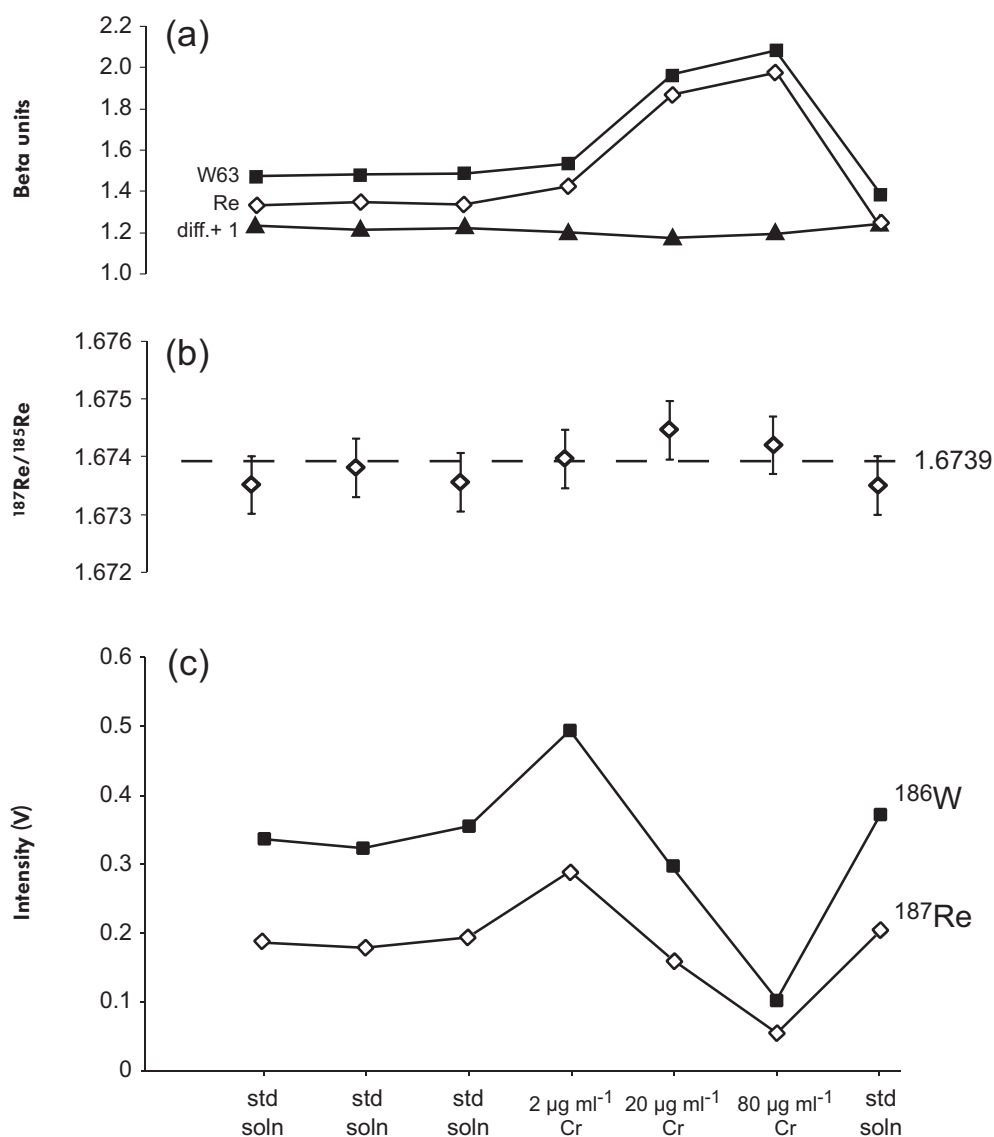 (a)
Beta units
2.2
2.0
1.8
1.6
1.4
1.2
1.0
W63
Re
diff.+ 1
(b)
¹⁸⁷Re/¹⁸⁵Re
1.676
1.675
1.674
1.673
1.672
1.6739
(c)
Intensity (V)
0.6
0.5
0.4
0.3
0.2
0.1
0
¹⁸⁶W
¹⁸⁷Re
std soln
std soln
std soln
2 µg ml⁻¹ Cr
20 µg ml⁻¹ Cr
80 µg ml⁻¹ Cr
std soln